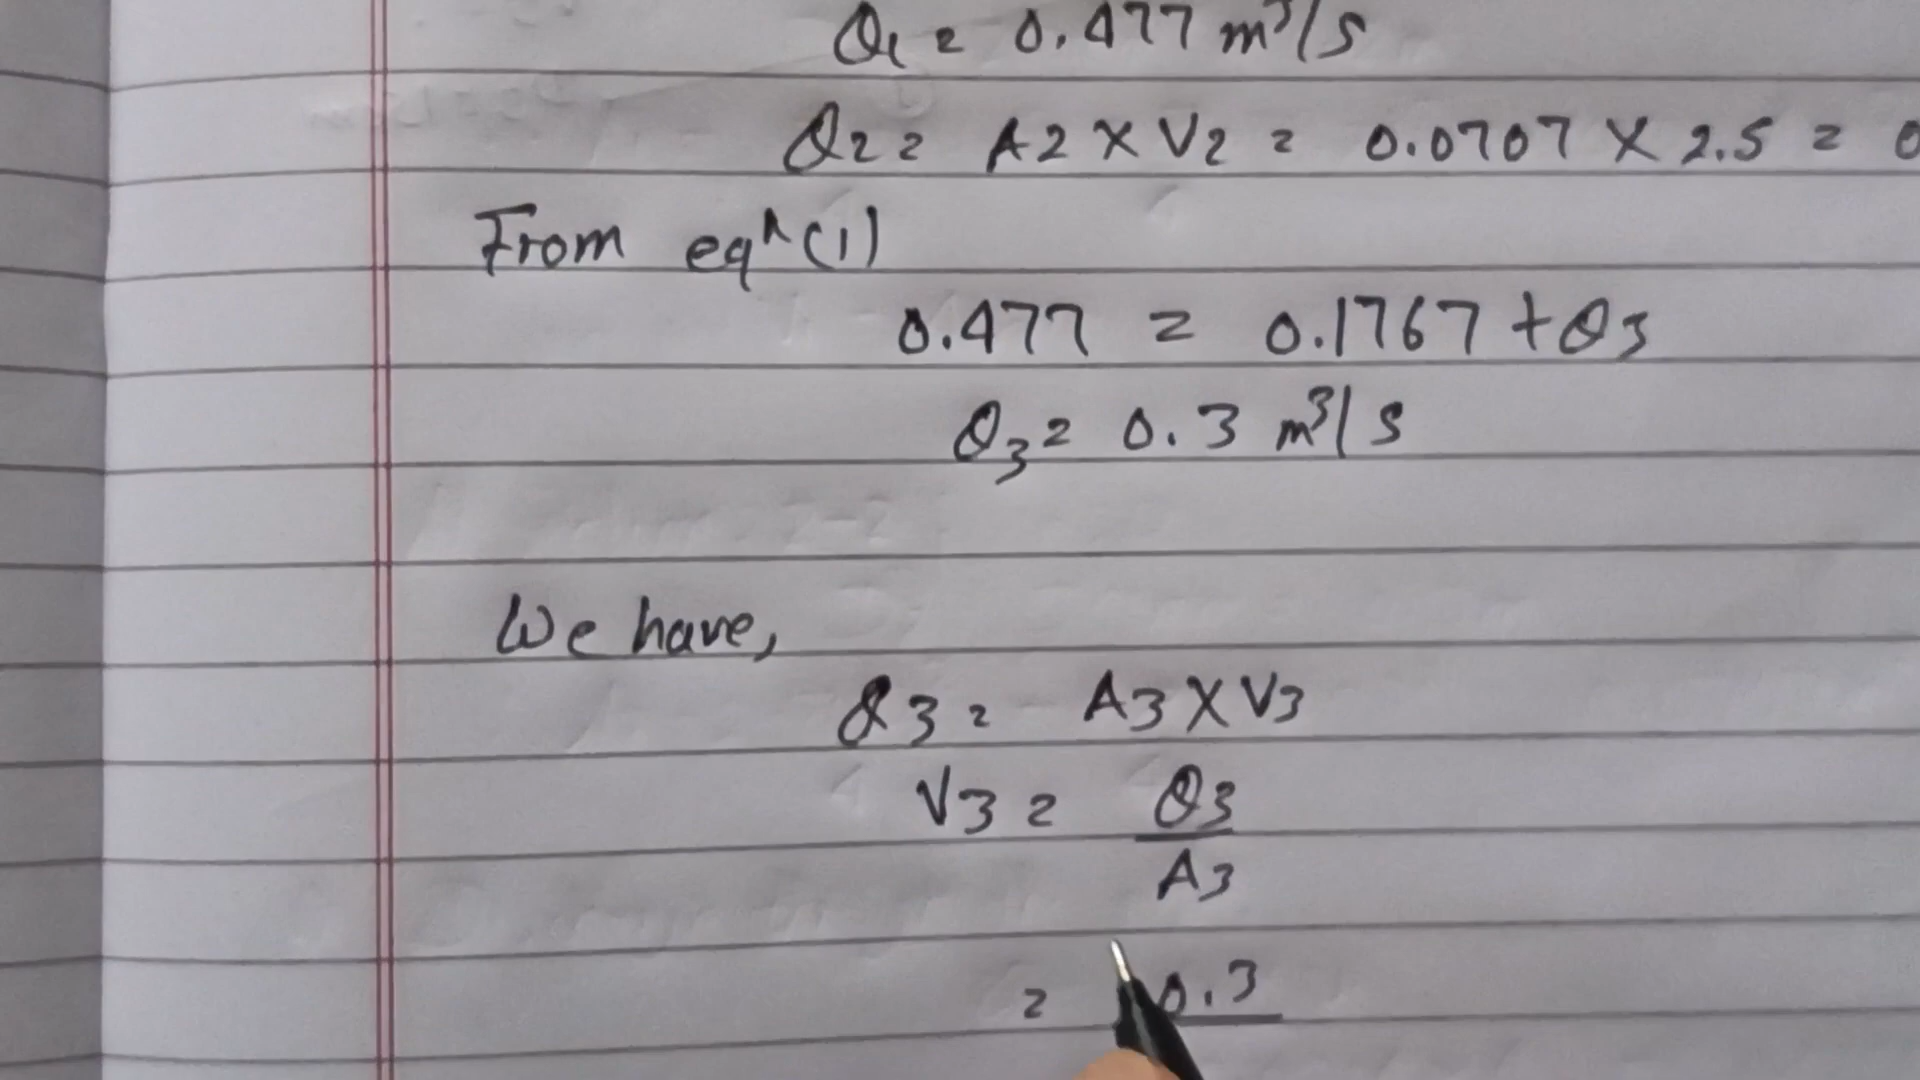 Q1 = 0.477 m³/s
Q2 = A2 × V2 = 0.0707 × 2.5 = 0
From eqⁿ(1)
0.477 = 0.1767 + Q3
Q3 = 0.3 m³/s
We have,
Q3 = A3 × V3
V3 = Q3
A3
= 0.3